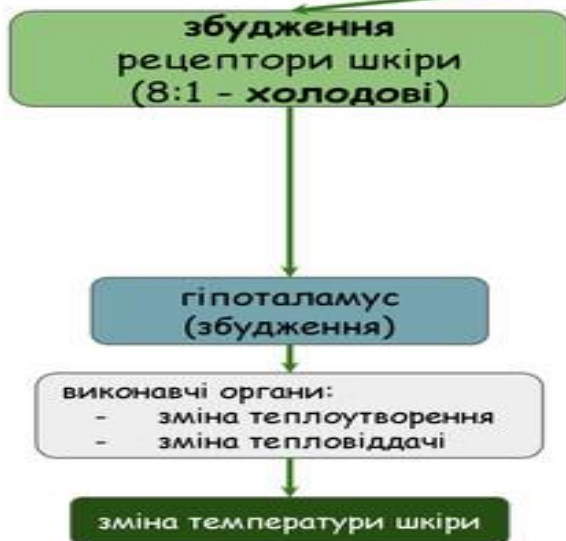 збудження
рецептори шкіри
(8:1 - холодові)
гіпоталамус
(збудження)
виконавчі органи:
- зміна теплоутворення
- зміна тепловіддачі
зміна температури шкіри